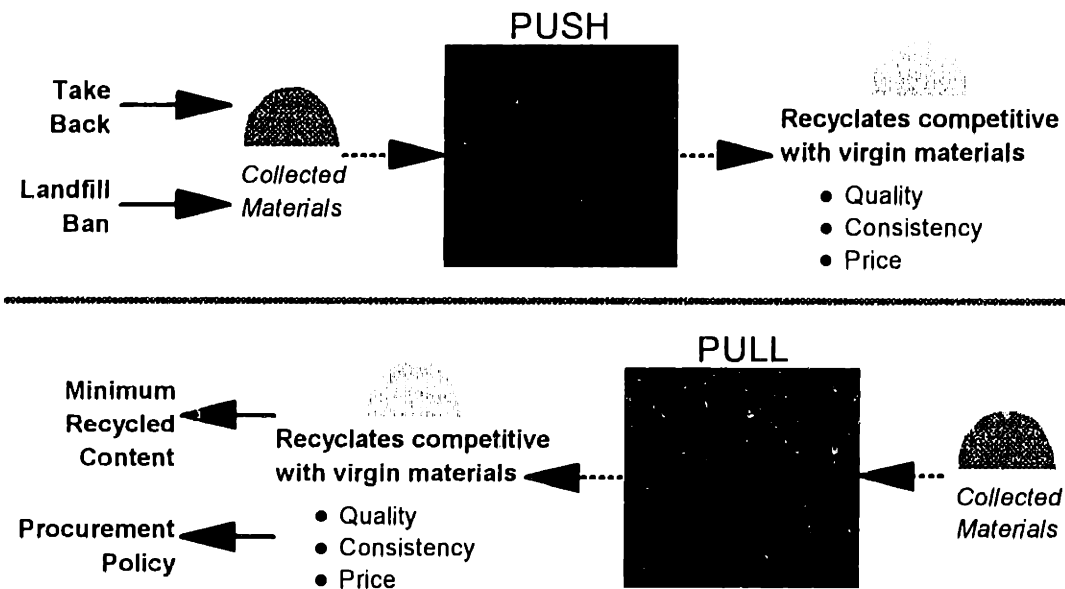 PUSH
Take
Back
Landfill
Ban
Collected
Materials
Recyclates competitive
with virgin materials
• Quality
• Consistency
• Price
PULL
Minimum
Recycled
Content
Procurement
Policy
Recyclates competitive
with virgin materials
• Quality
• Consistency
• Price
Collected
Materials